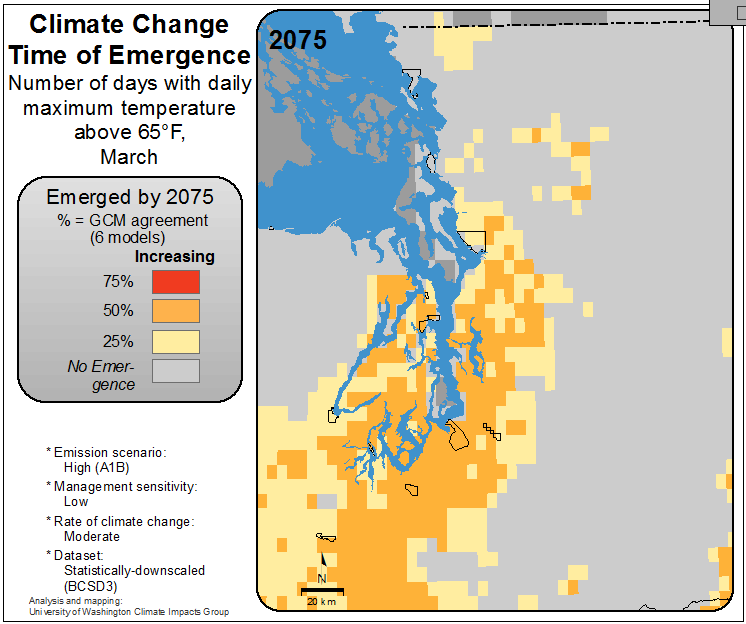 Climate Change
Time of Emergence
Number of days with daily
maximum temperature
above 65°F,
March
Emerged by 2075
% = GCM agreement
(6 models)
Increasing
75%
50%
25%
No Emer-
gence
* Emission scenario:
High (A1B)
* Management sensitivity:
Low
* Rate of climate change:
Moderate
* Dataset:
Statistically-downscaled
(BCSD3)
Analysis and mapping:
University of Washington Climate Impacts Group
2075
N
20 km